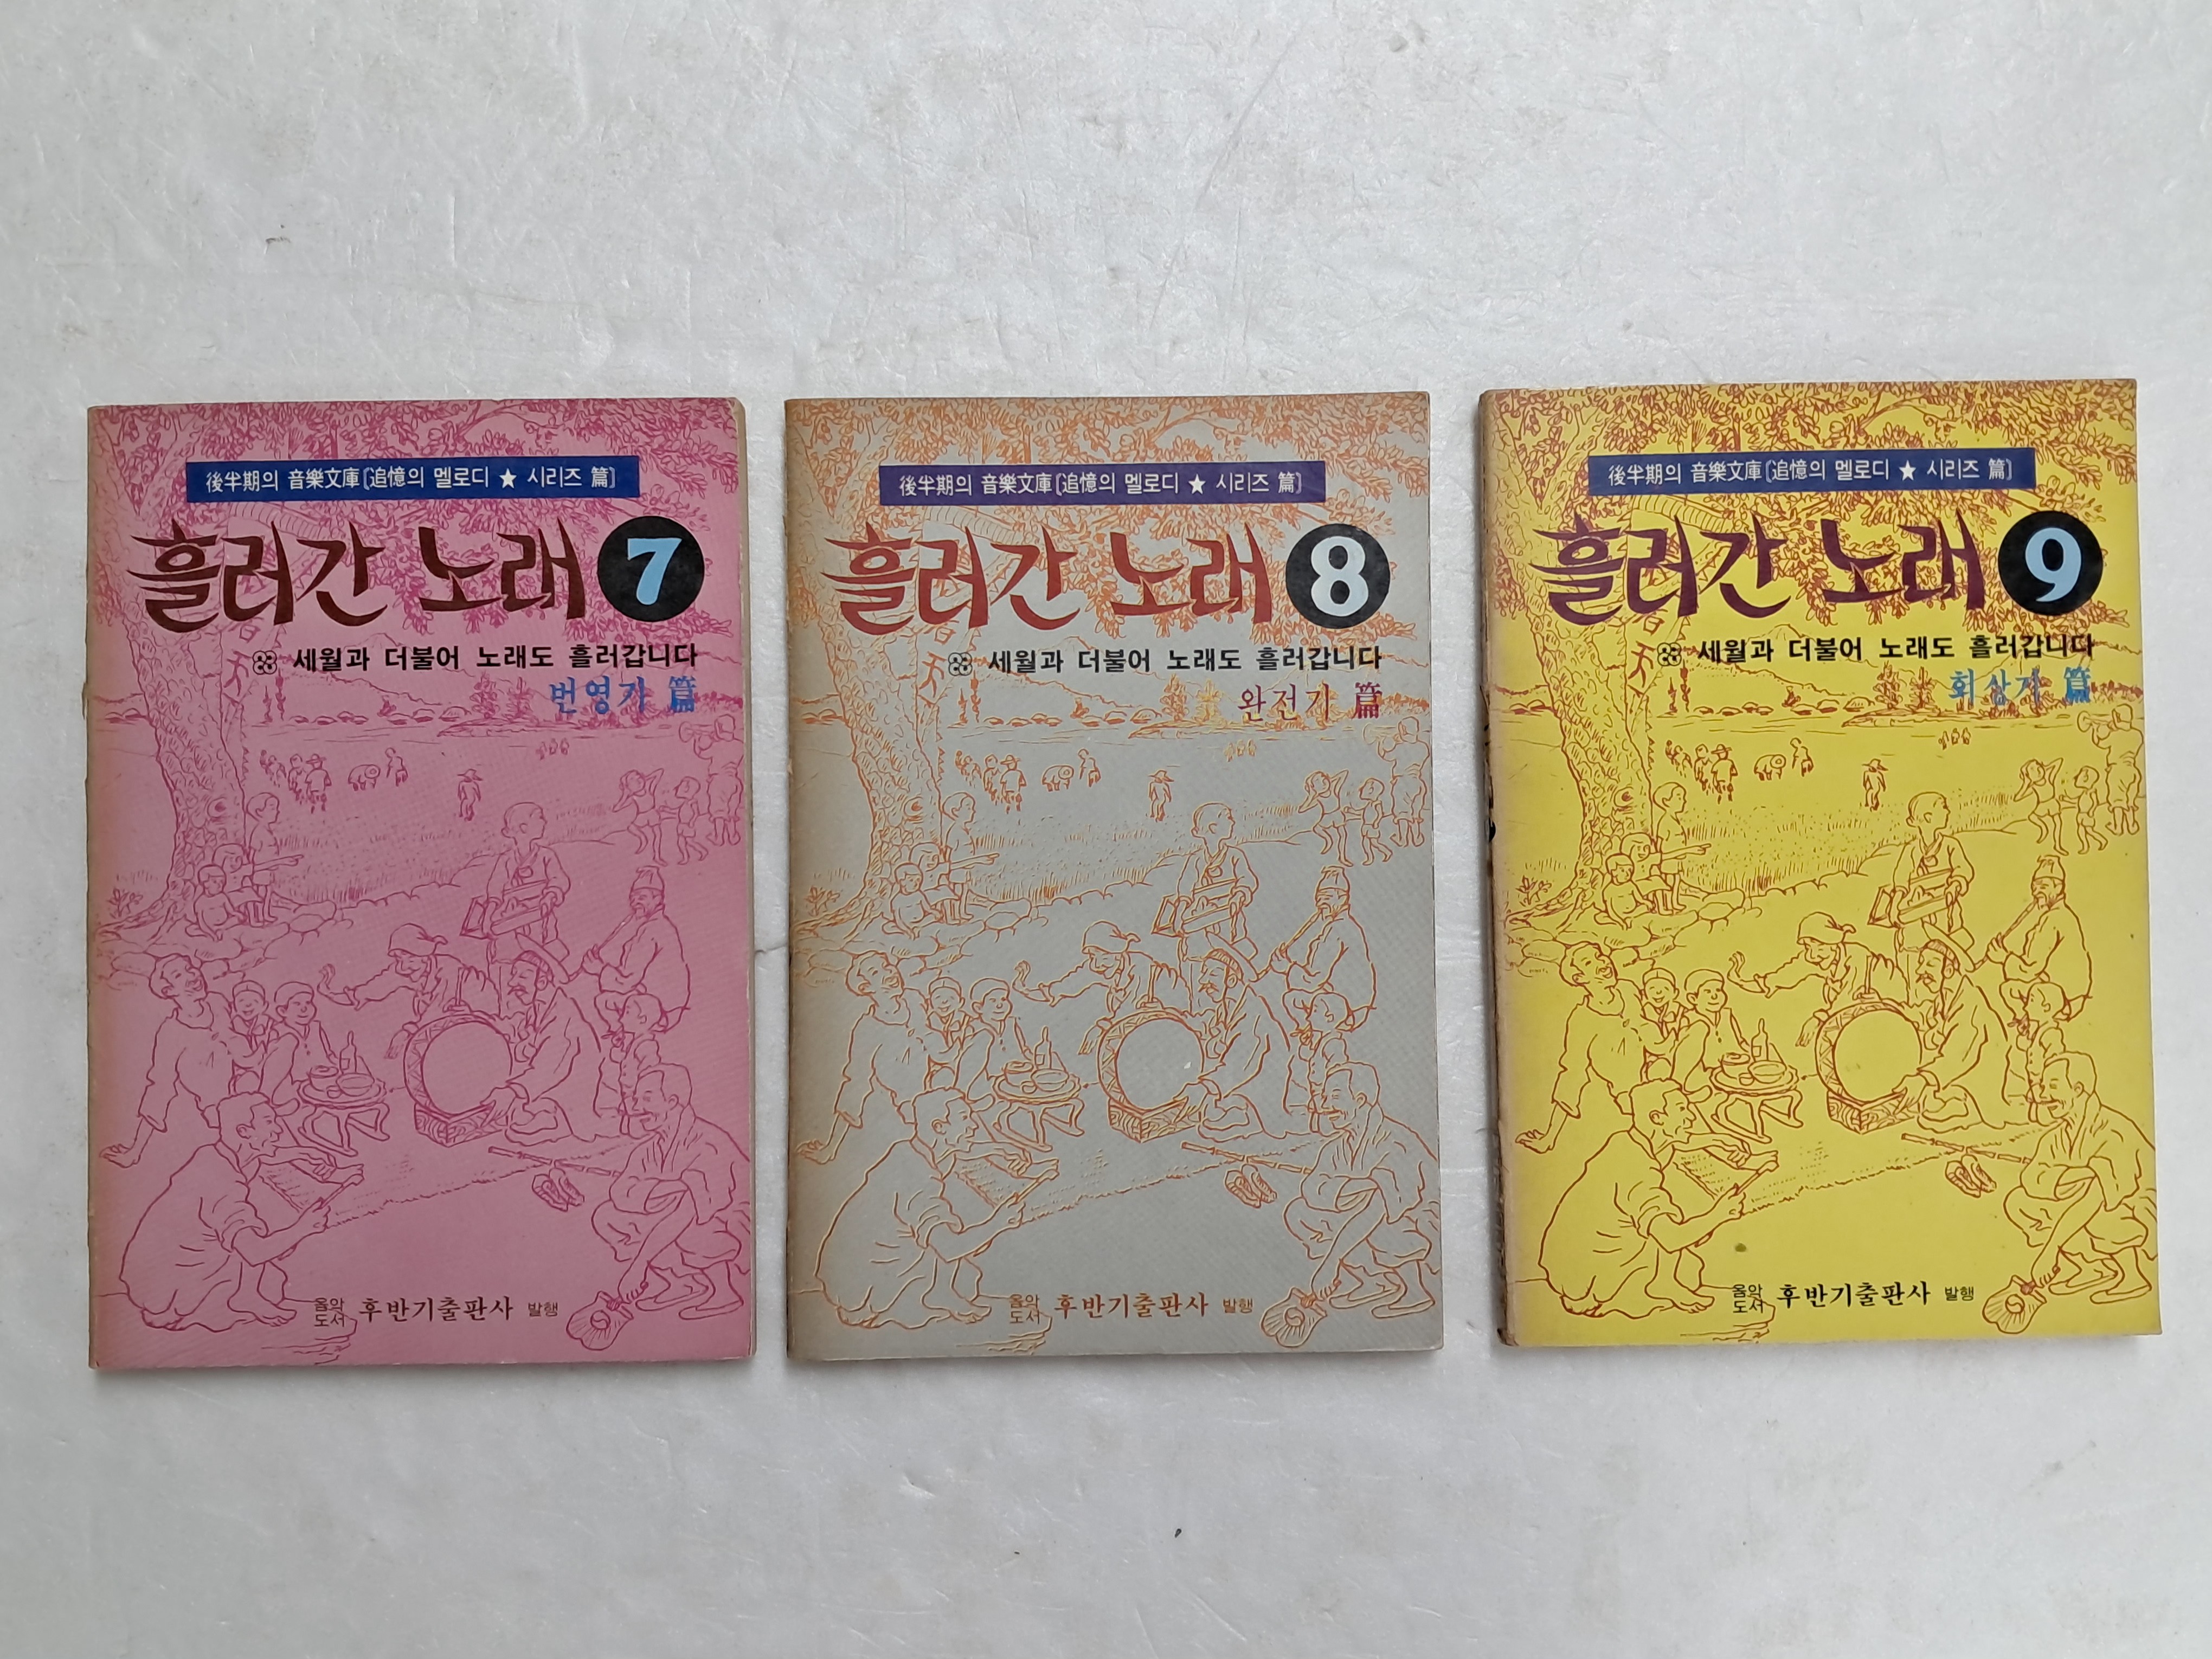 後半期의 音樂文庫〔追憶의 멜로디 ★ 시리즈 篇〕
흘러간 노래 7
세월과 더불어 노래도 흘러갑니다
번영기 篇
음악
도서 후반기출판사 발행
後半期의 音樂文庫〔追憶의 멜로디 ★ 시리즈 篇〕
흘러간 노래 8
세월과 더불어 노래도 흘러갑니다
완전기 篇
음악
도서 후반기출판사 발행
後半期의 音樂文庫〔追憶의 멜로디 ★ 시리즈 篇〕
흘러간 노래 9
세월과 더불어 노래도 흘러갑니다
회상기 篇
음악
도서 후반기출판사 발행